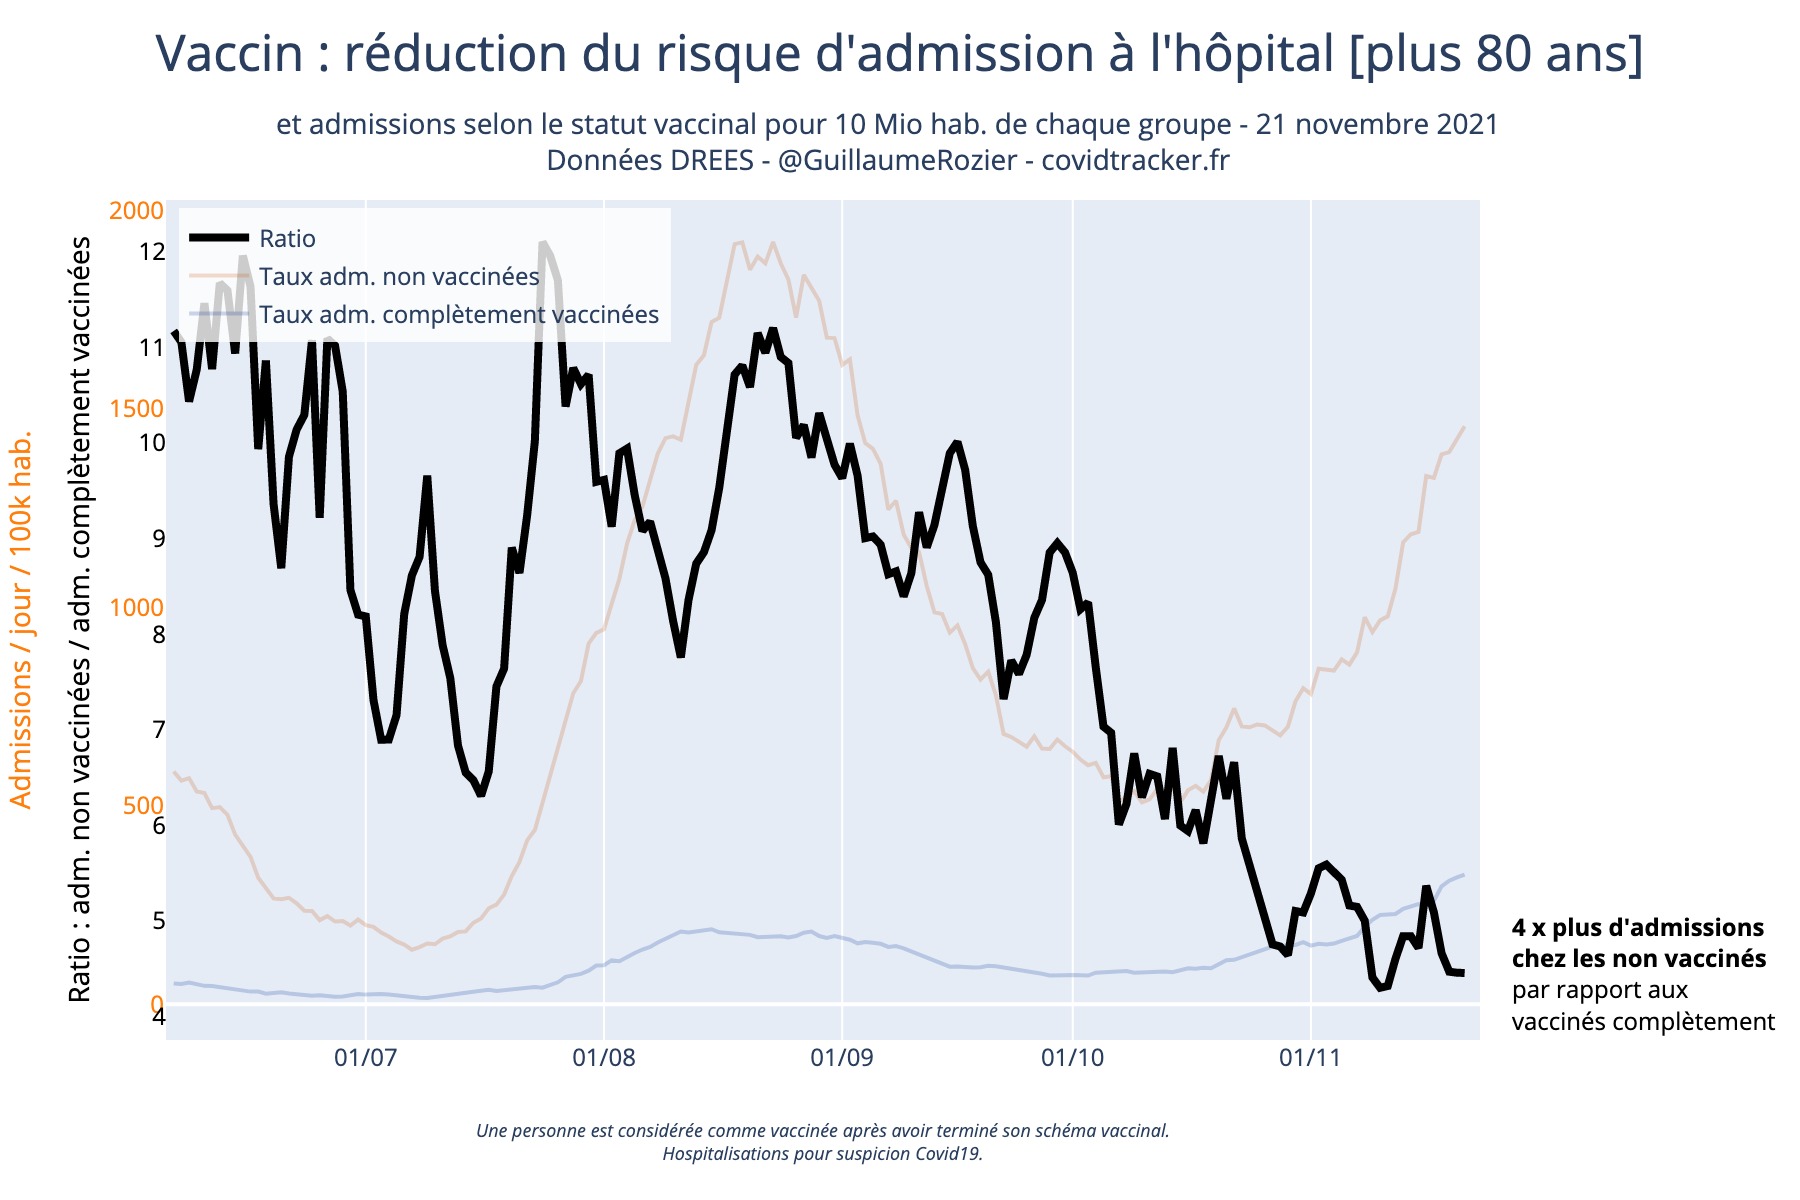 Vaccin : réduction du risque d'admission à l'hôpital [plus 80 ans]
et admissions selon le statut vaccinal pour 10 Mio hab. de chaque groupe - 21 novembre 2021
Données DREES - @GuillaumeRozier - covidtracker.fr
Admissions / jour / 100k hab.
Ratio : adm. non vaccinées / adm. complètement vaccinées
2000
12
11
1500
10
9
1000
8
7
500
6
5
0
4
Ratio
Taux adm. non vaccinées
Taux adm. complètement vaccinées
01/07
01/08
01/09
01/10
01/11
4 x plus d'admissions
chez les non vaccinés
par rapport aux
vaccinés complètement
Une personne est considérée comme vaccinée après avoir terminé son schéma vaccinal.
Hospitalisations pour suspicion Covid19.